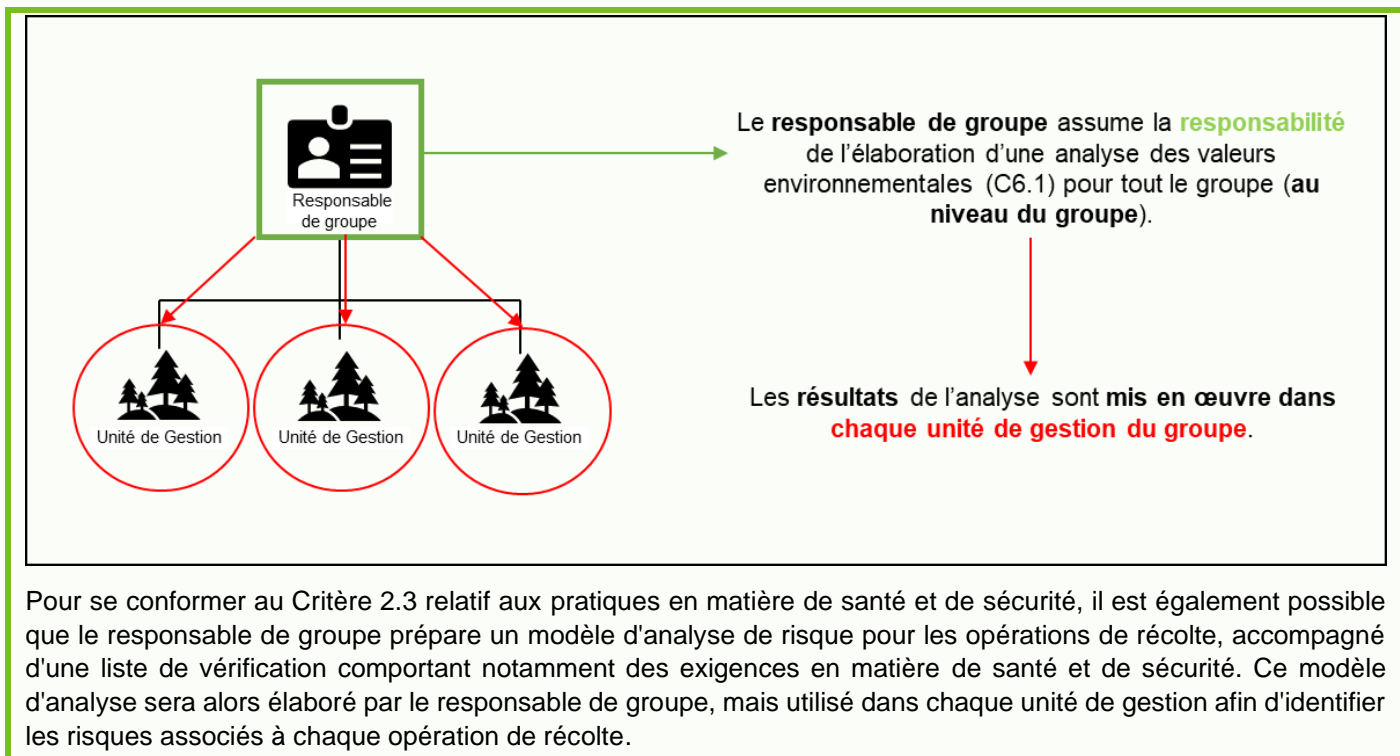 Responsable
de groupe
Unité de Gestion
Unité de Gestion
Unité de Gestion
Le responsable de groupe assume la responsabilité
de l’élaboration d’une analyse des valeurs
environnementales (C6.1) pour tout le groupe (au
niveau du groupe).
Les résultats de l’analyse sont mis en œuvre dans
chaque unité de gestion du groupe.
Pour se conformer au Critère 2.3 relatif aux pratiques en matière de santé et de sécurité, il est également possible
que le responsable de groupe prépare un modèle d'analyse de risque pour les opérations de récolte, accompagné
d'une liste de vérification comportant notamment des exigences en matière de santé et de sécurité. Ce modèle
d'analyse sera alors élaboré par le responsable de groupe, mais utilisé dans chaque unité de gestion afin d'identifier
les risques associés à chaque opération de récolte.